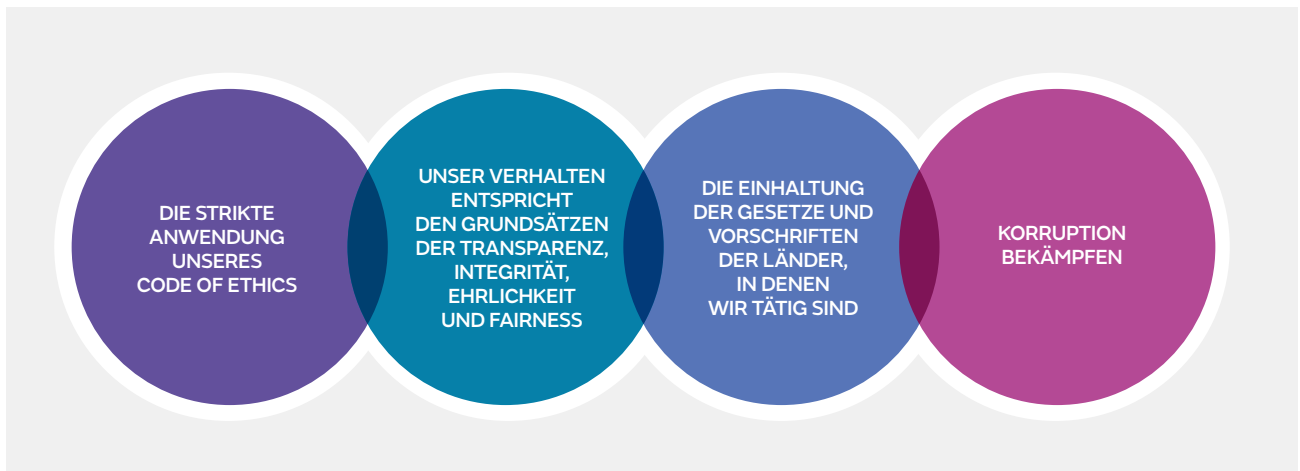 DIE STRIKTE
ANWENDUNG
UNSERES
CODE OF ETHICS
UNSER VERHALTEN
ENTSPRICHT
DEN GRUNDSÄTZEN
DER TRANSPARENZ,
INTEGRITÄT,
EHRLICHKEIT
UND FAIRNESS
DIE EINHALTUNG
DER GESETZE UND
VORSCHRIFTEN
DER LÄNDER,
IN DENEN
WIR TÄTIG SIND
KORRUPTION
BEKÄMPFEN